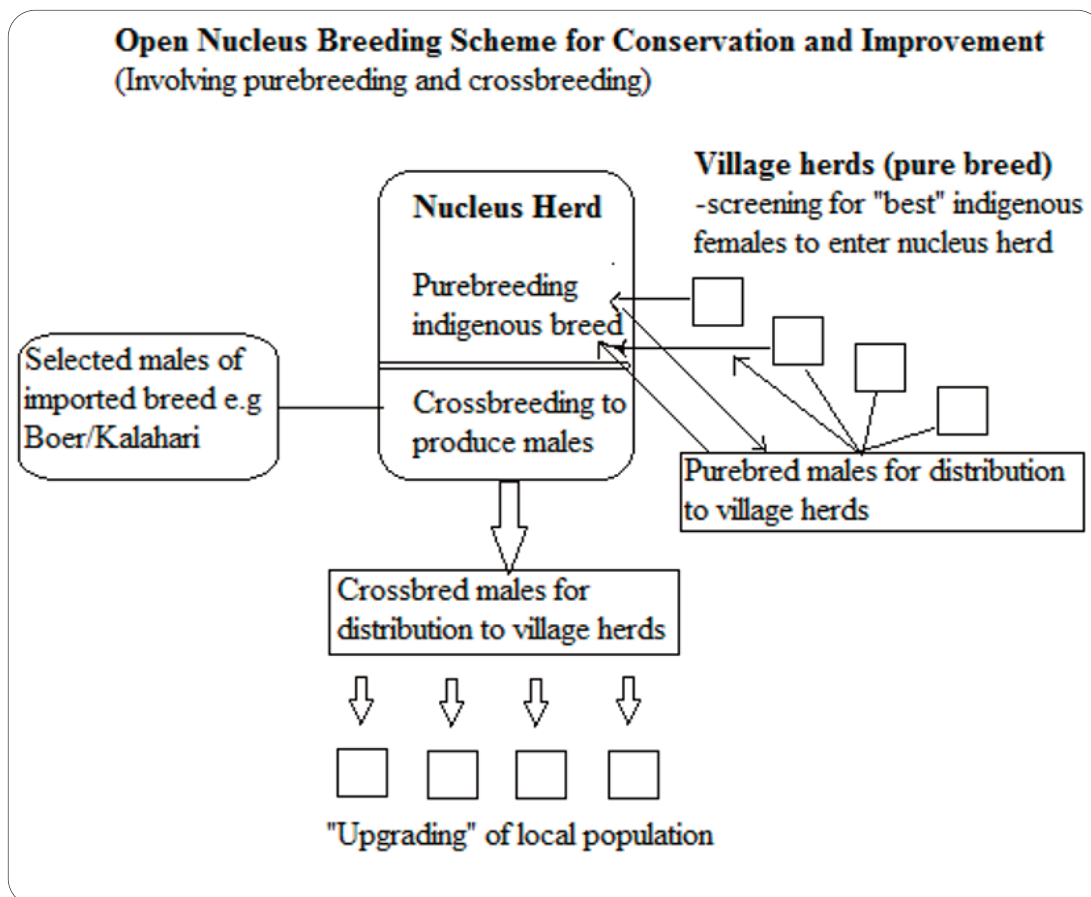 Open Nucleus Breeding Scheme for Conservation and Improvement
(Involving purebreeding and crossbreeding)
Village herds (pure breed)
-screening for "best" indigenous
females to enter nucleus herd
Nucleus Herd
Purebreeding
indigenous breed
Selected males of
imported breed e.g
Boer/Kalahari
Crossbreeding to
produce males
Purebred males for distribution
to village herds
Crossbred males for
distribution to village herds
"Upgrading" of local population